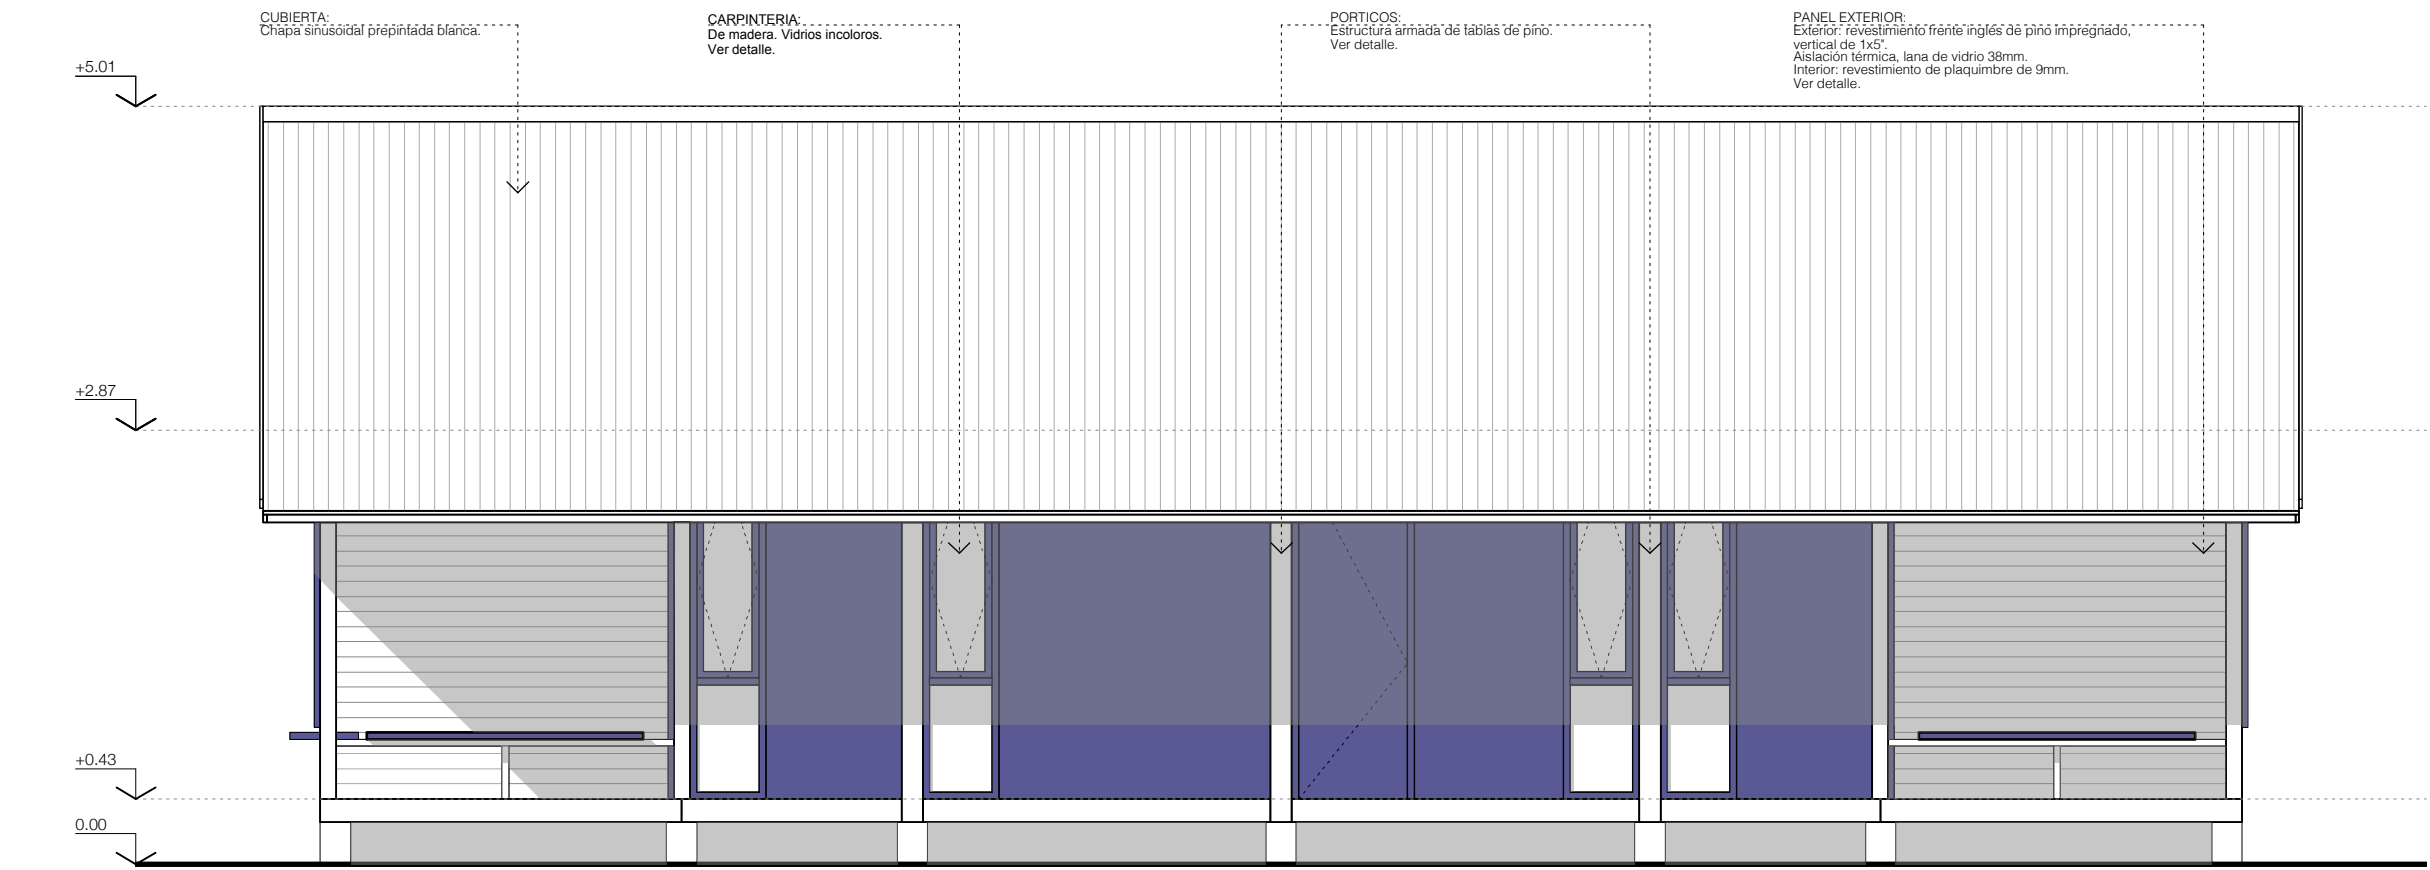 CUBIERTA:
Chapa sinusoidal prepintada blanca.
CARPINTERIA:
De madera. Vidrios incoloros.
Ver detalle.
PORTICOS:
Estructura armada de tablas de pino.
Ver detalle.
PANEL EXTERIOR:
Exterior: revestimiento frente inglés de pino impregnado,
vertical de 1x5".
Aislación térmica, lana de vidrio 38mm.
Interior: revestimiento de plaquimbre de 9mm.
Ver detalle.
+5.01
+2.87
+0.43
0.00